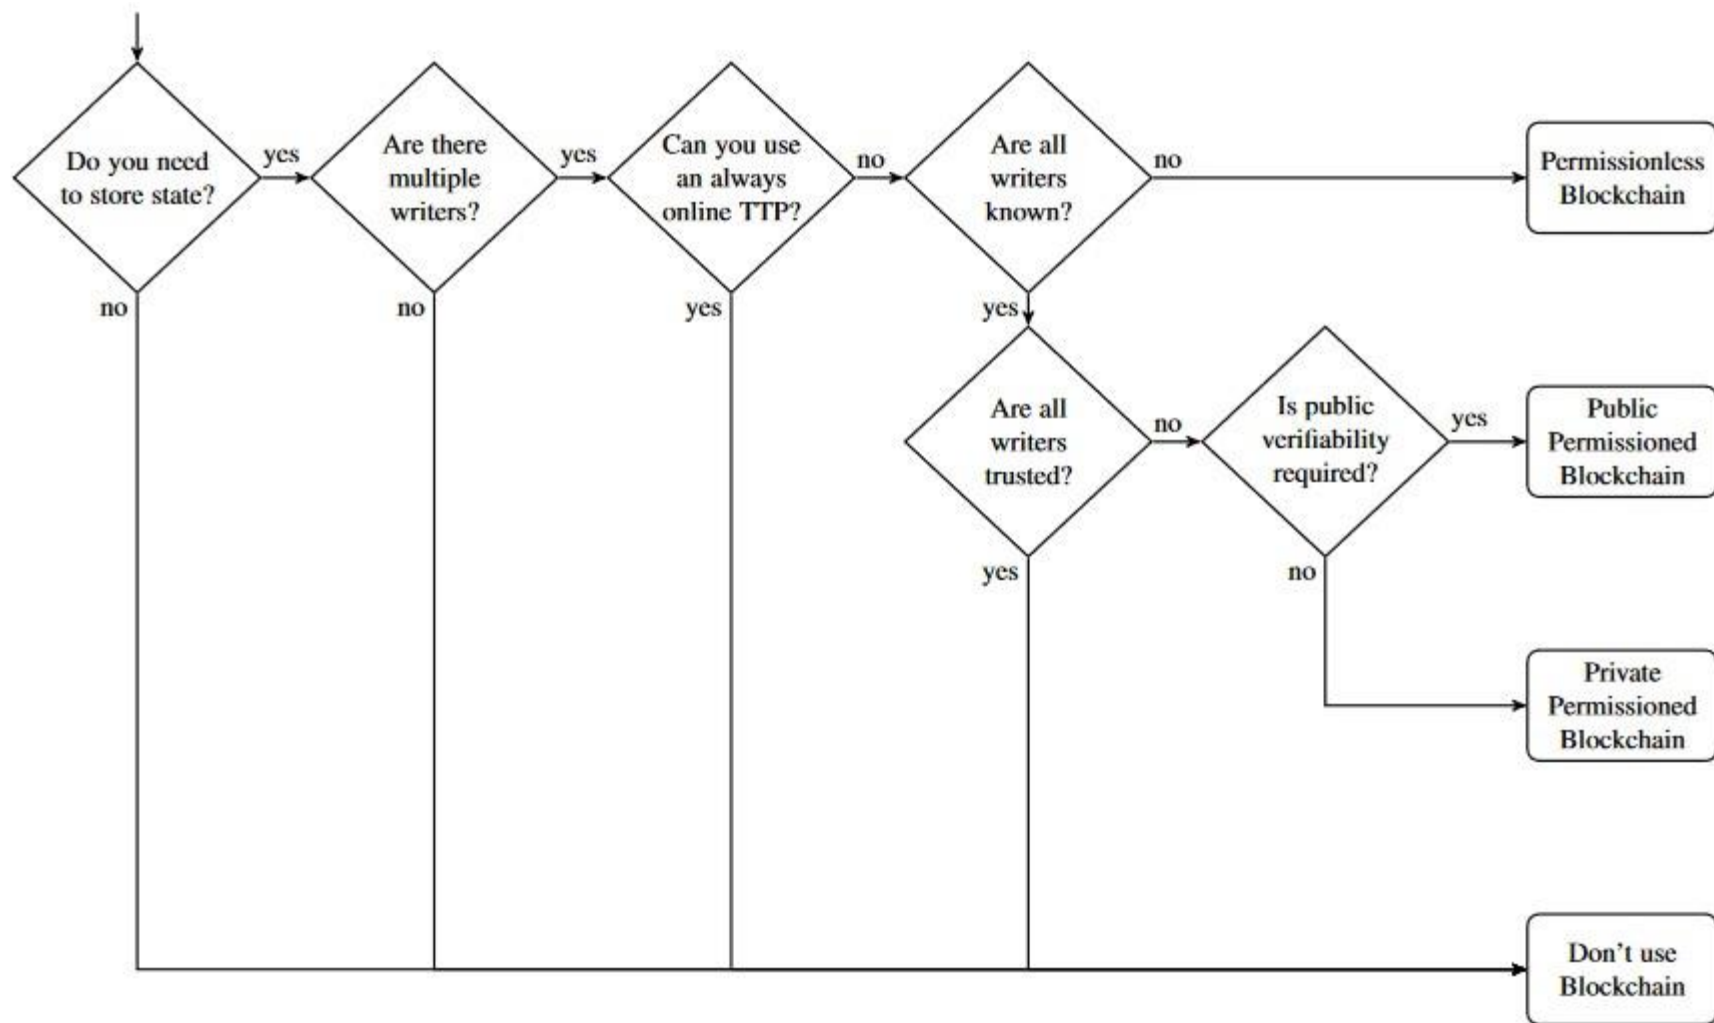 Do you need
to store state?
yes
no
Are there
multiple
writers?
yes
no
Can you use
an always
online TTP?
no
yes
Are all
writers
known?
no
yes
Permissionless
Blockchain
Are all
writers
trusted?
no
yes
Is public
verifiability
required?
yes
no
Public
Permissioned
Blockchain
Private
Permissioned
Blockchain
Don't use
Blockchain